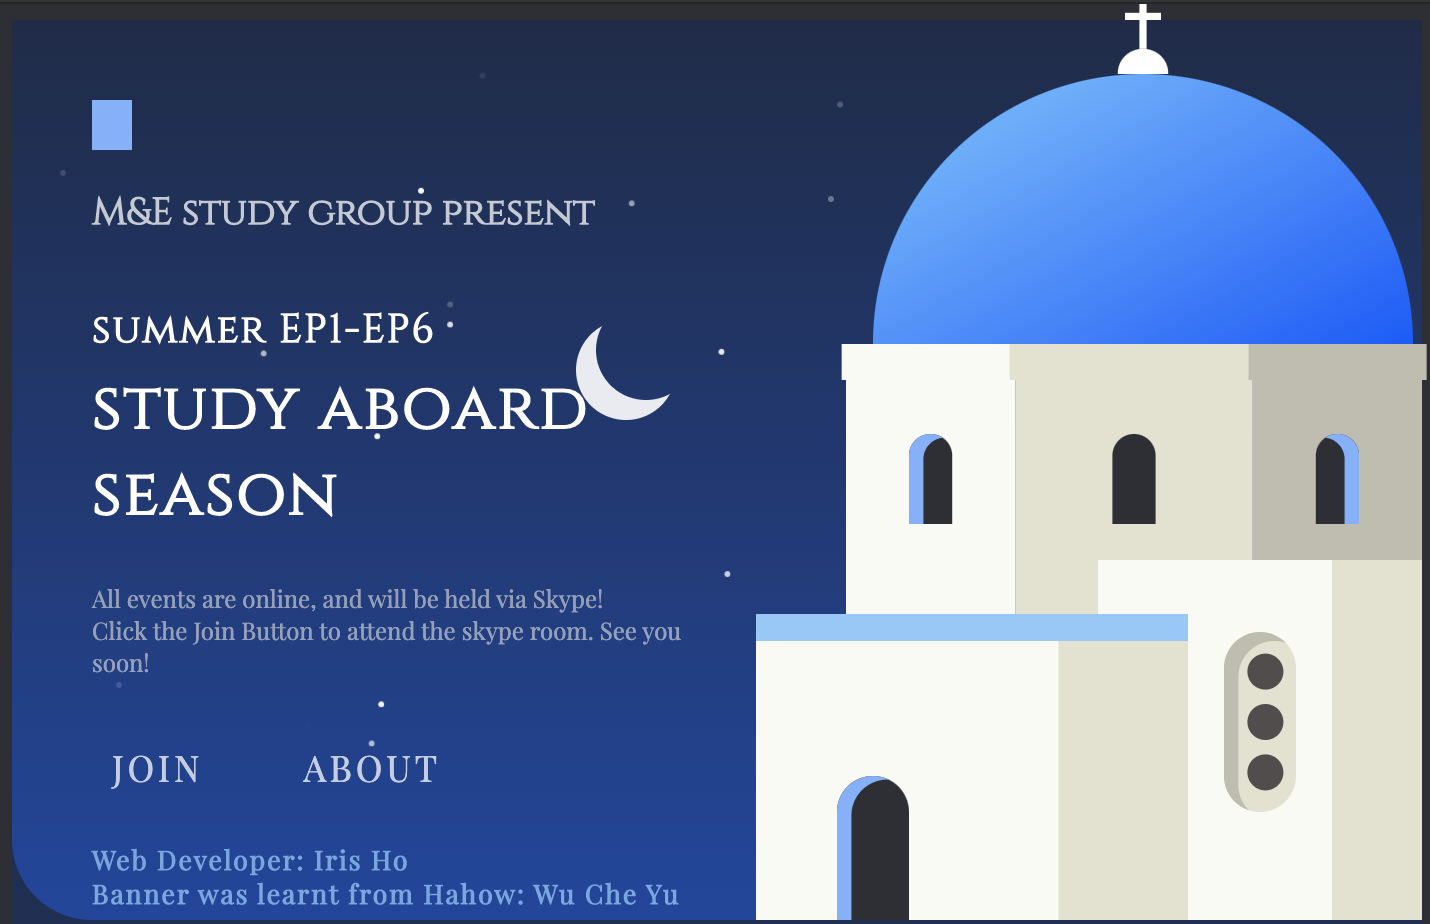 M&E STUDY GROUP PRESENT
SUMMER EP1-EP6
STUDY ABOARD
SEASON
All events are online, and will be held via Skype!
Click the Join Button to attend the skype room. See you
soon!
JOIN ABOUT
Web Developer: Iris Ho
Banner was learnt from Hahow: Wu Che Yu